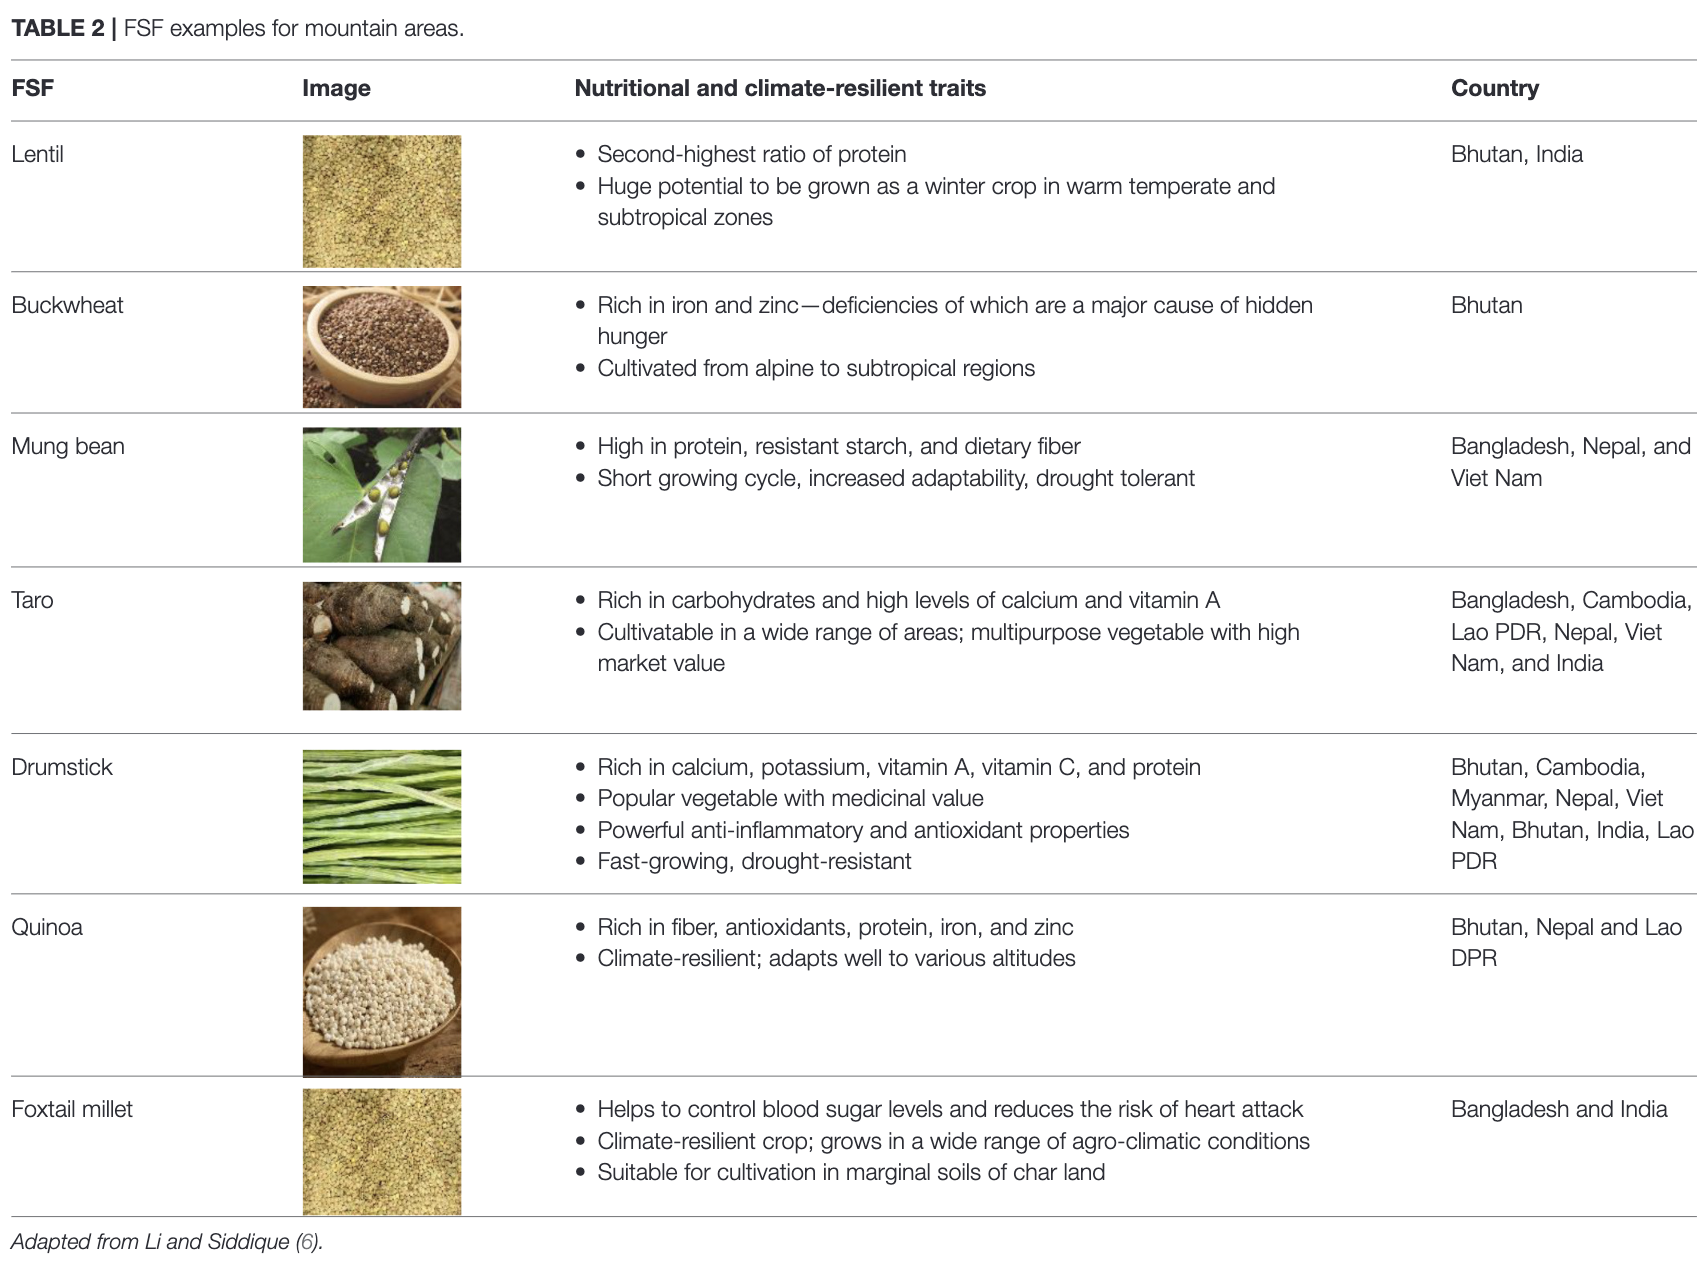 TABLE 2 | FSF examples for mountain areas.
FSF Image Nutritional and climate-resilient traits Country
Lentil
• Second-highest ratio of protein
• Huge potential to be grown as a winter crop in warm temperate and
subtropical zones
Bhutan, India
Buckwheat
• Rich in iron and zinc—deficiencies of which are a major cause of hidden
hunger
• Cultivated from alpine to subtropical regions
Bhutan
Mung bean
• High in protein, resistant starch, and dietary fiber
• Short growing cycle, increased adaptability, drought tolerant
Bangladesh, Nepal, and
Viet Nam
Taro
• Rich in carbohydrates and high levels of calcium and vitamin A
• Cultivatable in a wide range of areas; multipurpose vegetable with high
market value
Bangladesh, Cambodia,
Lao PDR, Nepal, Viet
Nam, and India
Drumstick
• Rich in calcium, potassium, vitamin A, vitamin C, and protein
• Popular vegetable with medicinal value
• Powerful anti-inflammatory and antioxidant properties
• Fast-growing, drought-resistant
Bhutan, Cambodia,
Myanmar, Nepal, Viet
Nam, Bhutan, India, Lao
PDR
Quinoa
• Rich in fiber, antioxidants, protein, iron, and zinc
• Climate-resilient; adapts well to various altitudes
Bhutan, Nepal and Lao
DPR
Foxtail millet
• Helps to control blood sugar levels and reduces the risk of heart attack
• Climate-resilient crop; grows in a wide range of agro-climatic conditions
• Suitable for cultivation in marginal soils of char land
Bangladesh and India
Adapted from Li and Siddique (6).